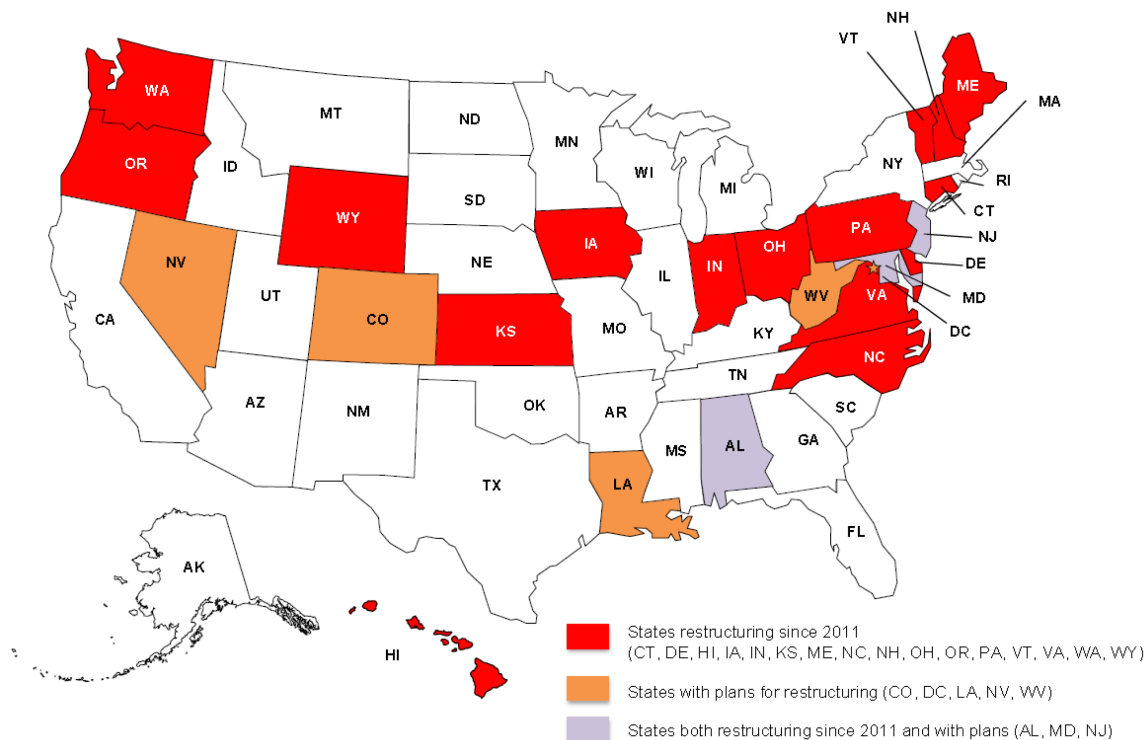 NH
VT
WA
ME
MT
ND
MA
MN
OR
ID
NY
WI
MI
RI
SD
WY
CT
PA
NJ
IA
OH
NE
DE
NV
IN
IL
UT
WV
VA
MD
CO
CA
KS
MO
KY
DC
NC
TN
OK
AZ
NM
AR
SC
MS
AL
GA
TX
LA
FL
AK
HI
States restructuring since 2011
(CT, DE, HI, IA, IN, KS, ME, NC, NH, OH, OR, PA, VT, VA, WA, WY)
States with plans for restructuring (CO, DC, LA, NV, WV)
States both restructuring since 2011 and with plans (AL, MD, NJ)